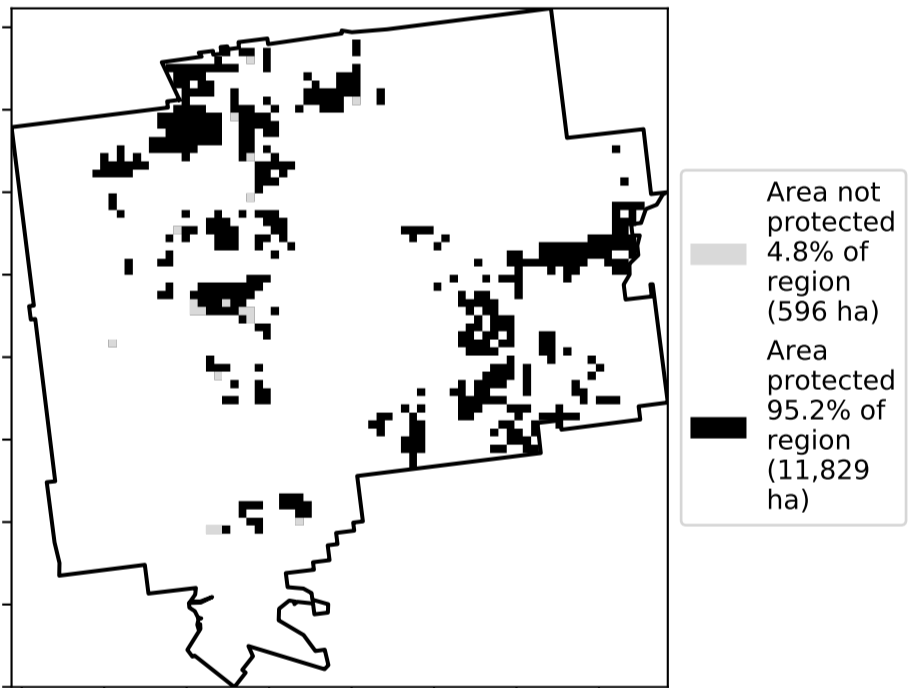 Area not
protected
4.8% of
region
(596 ha)
Area
protected
95.2% of
region
(11,829
ha)